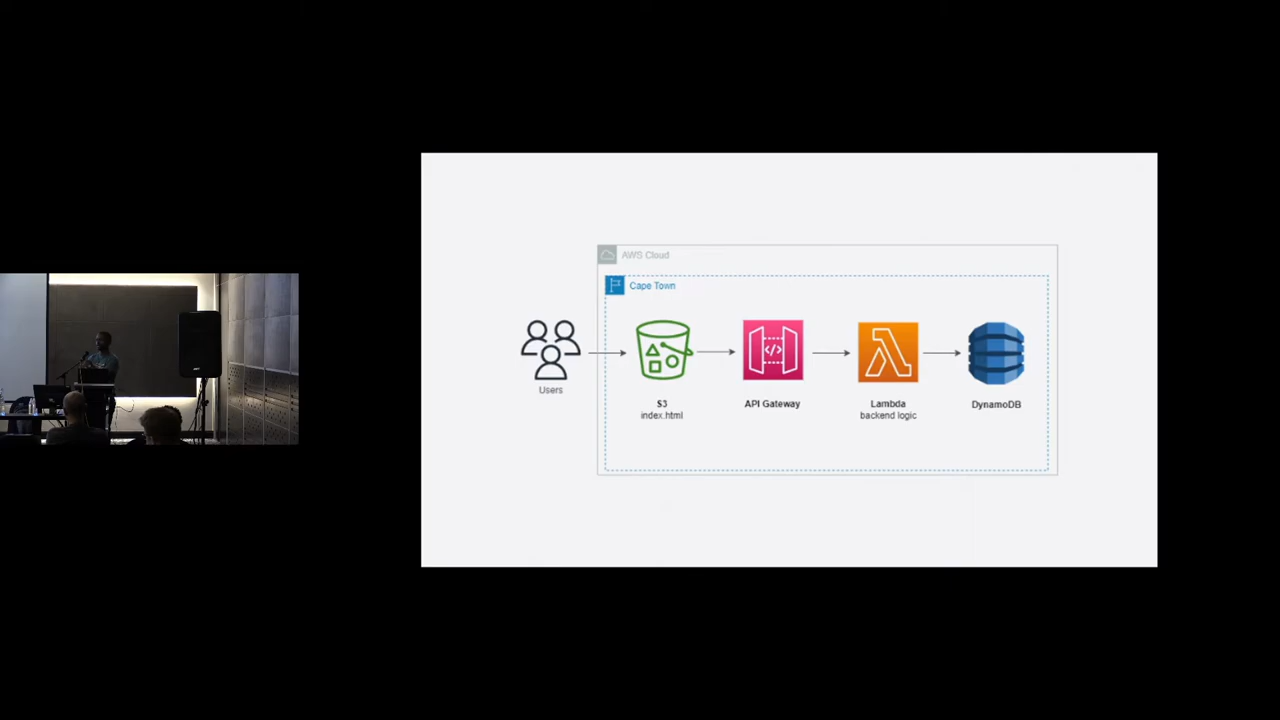 AWS Cloud
Cape Town
Users
S3
index.html
API Gateway
Lambda
backend logic
DynamoDB